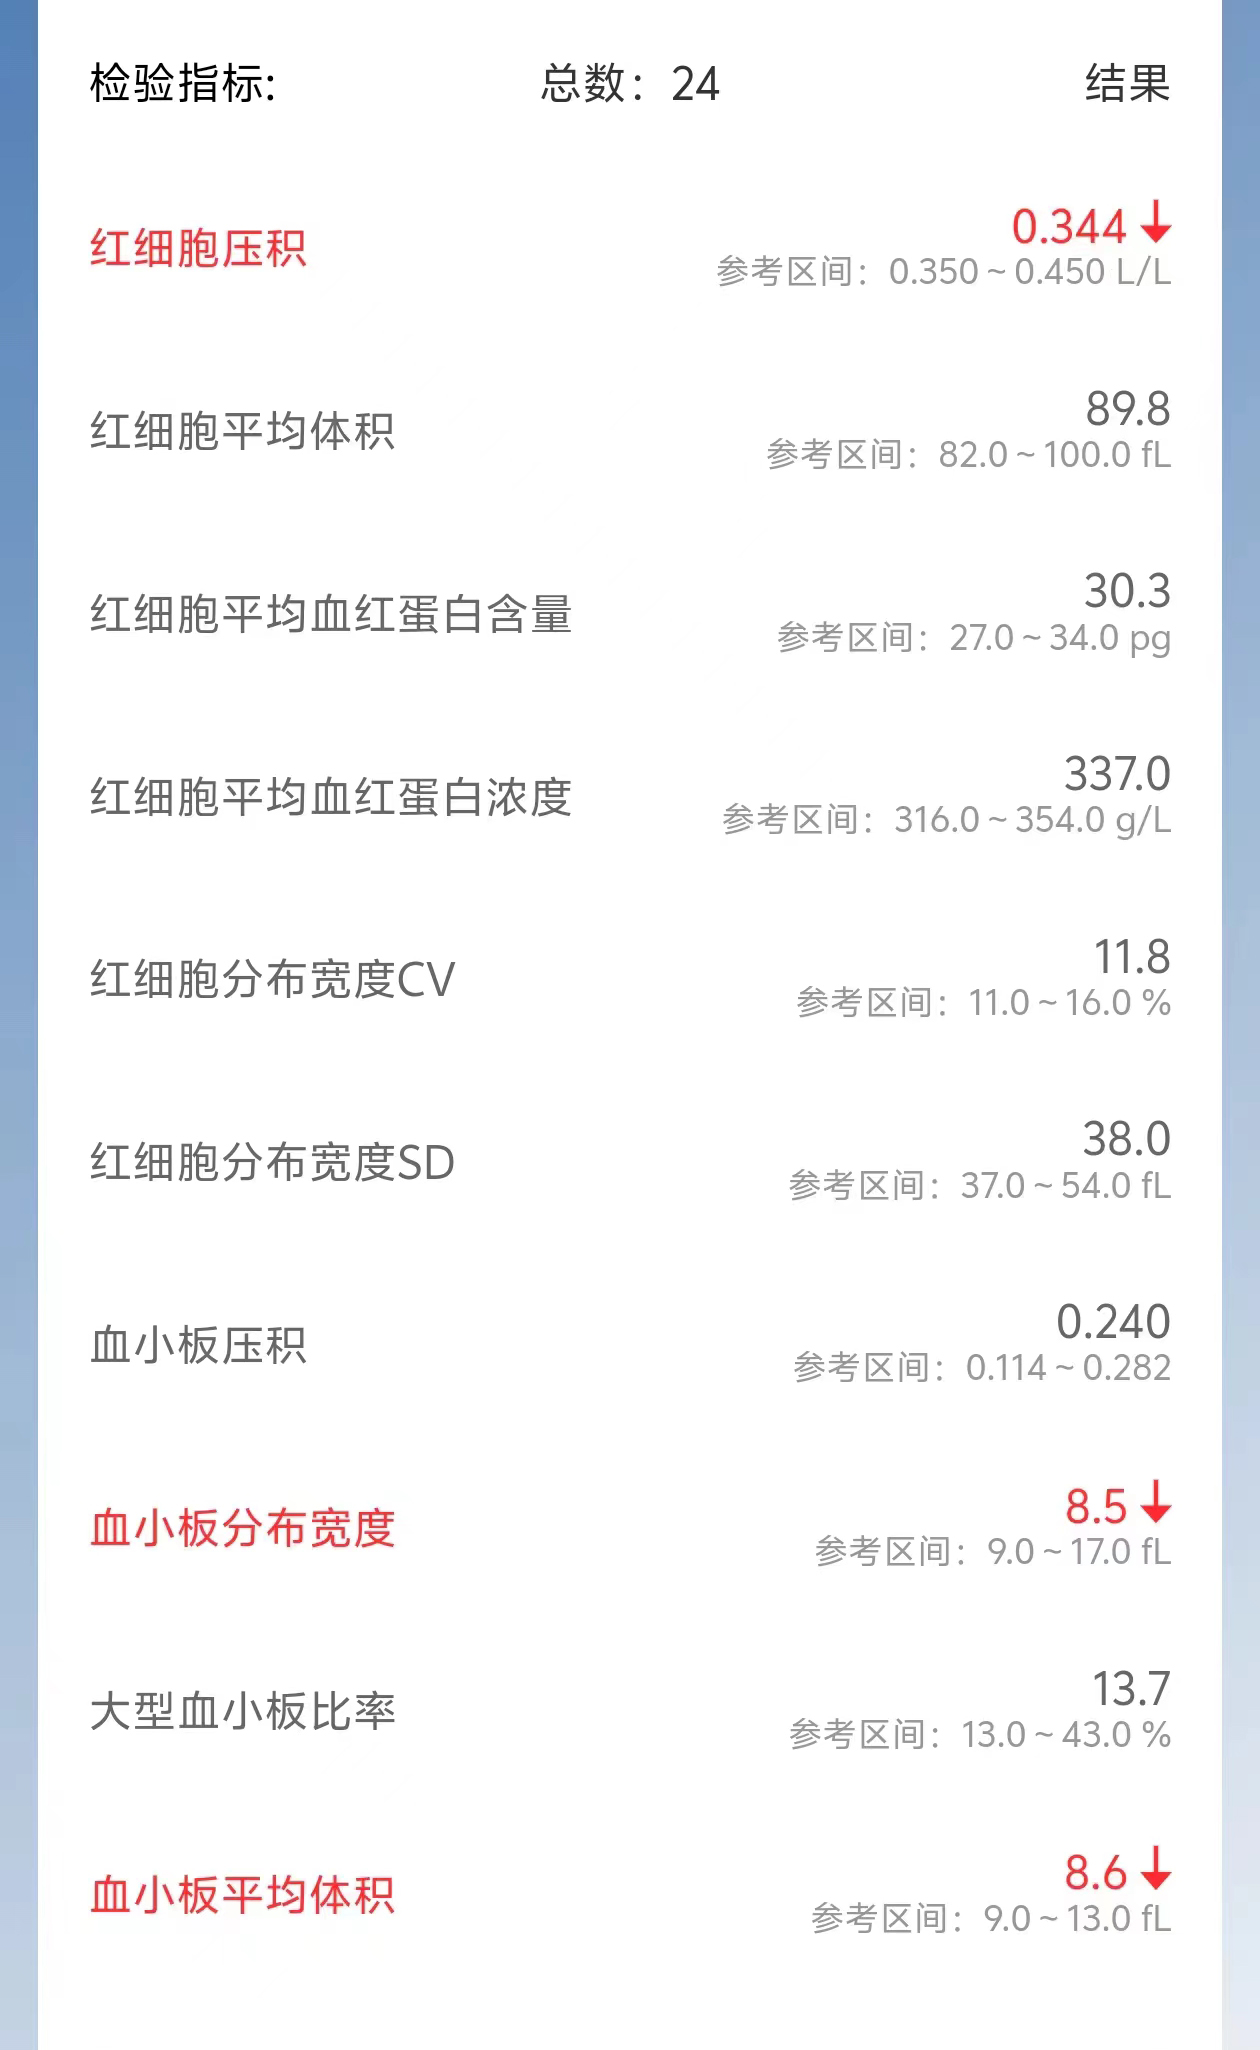 检验指标:
总数：24
结果
红细胞压积
0.344↓
参考区间：0.350 ~ 0.450 L/L
红细胞平均体积
89.8
参考区间：82.0 ~ 100.0 fL
红细胞平均血红蛋白含量
30.3
参考区间：27.0 ~ 34.0 pg
红细胞平均血红蛋白浓度
337.0
参考区间：316.0 ~ 354.0 g/L
红细胞分布宽度CV
11.8
参考区间：11.0 ~ 16.0 %
红细胞分布宽度SD
38.0
参考区间：37.0 ~ 54.0 fL
血小板压积
0.240
参考区间：0.114 ~ 0.282
血小板分布宽度
8.5↓
参考区间：9.0 ~ 17.0 fL
大型血小板比率
13.7
参考区间：13.0 ~ 43.0 %
血小板平均体积
8.6↓
参考区间：9.0 ~ 13.0 fL